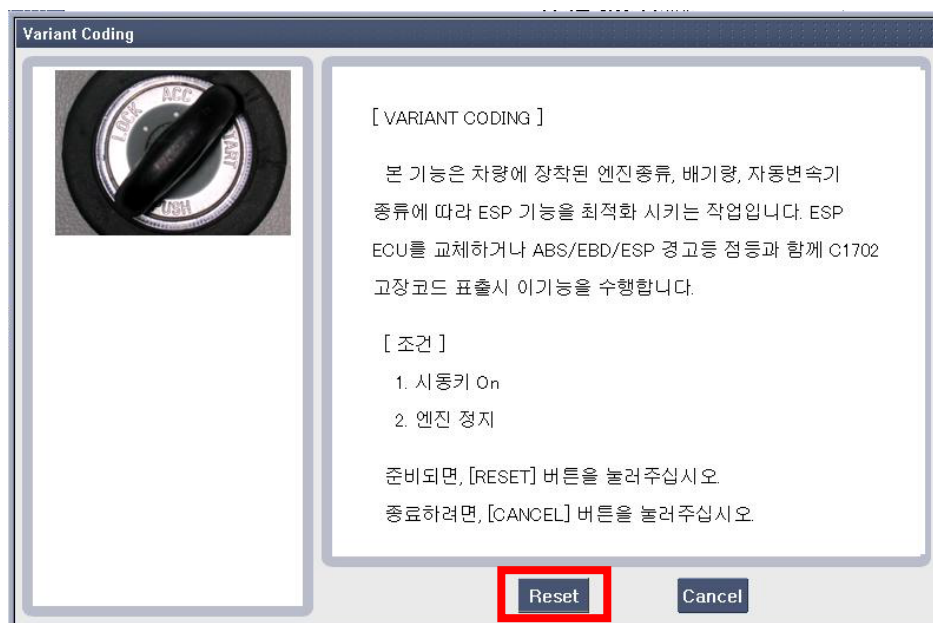 Variant Coding
LOCK
ACC
START
PUSH
[ VARIANT CODING ]
본 기능은 차량에 장착된 엔진종류, 배기량, 자동변속기
종류에 따라 ESP 기능을 최적화 시키는 작업입니다. ESP
ECU를 교체하거나 ABS/EBD/ESP 경고등 점등과 함께 C1702
고장코드 표출시 이기능을 수행합니다.
[ 조건 ]
1. 시동키 On
2. 엔진 정지
준비되면, [RESET] 버튼을 눌러주십시오.
종료하려면, [CANCEL] 버튼을 눌러주십시오.
Reset
Cancel